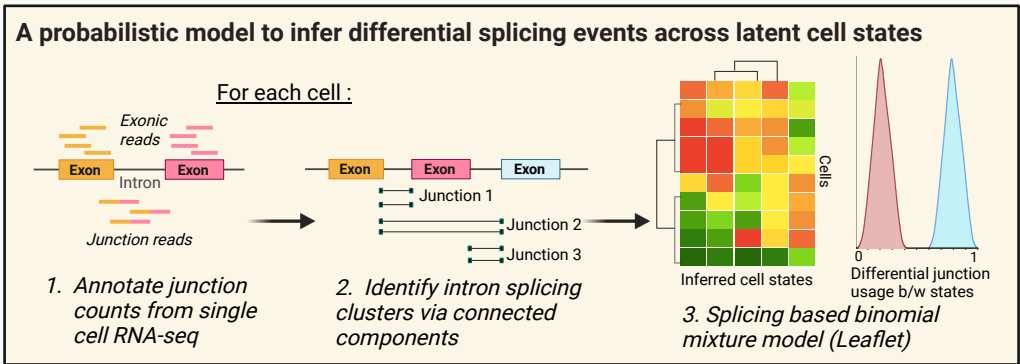 A probabilistic model to infer differential splicing events across latent cell states
For each cell :
Exonic
reads
Exon
Exon
Intron
Junction reads
1. Annotate junction
counts from single
cell RNA-seq
Exon
Exon
Exon
Junction 1
Junction 2
Junction 3
2. Identify intron splicing
clusters via connected
components
Cells
Inferred cell states
0
1
Differential junction
usage b/w states
3. Splicing based binomial
mixture model (Leaflet)